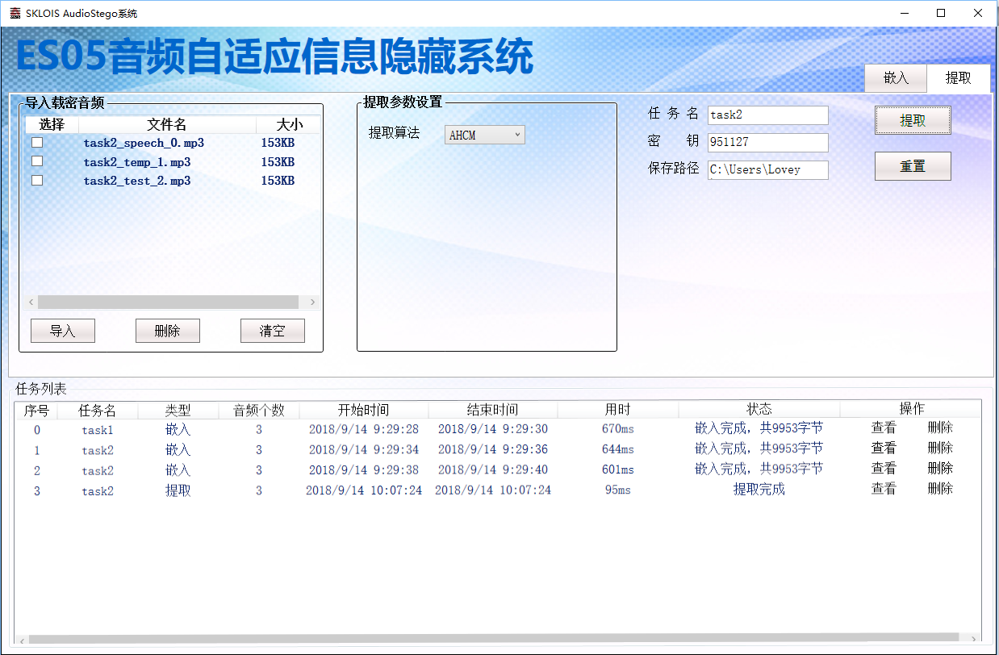 SKLOIS AudioStego系统
ES05音频自适应信息隐藏系统
嵌入 提取
导入载密音频
选择 文件名 大小
task2_speech_0.mp3 153KB
task2_temp_1.mp3 153KB
task2_test_2.mp3 153KB
导入 删除 清空
提取参数设置
提取算法 AHCM
任务名 task2
密钥 951127
保存路径 C:\Users\Lovey
提取
重置
任务列表
序号 任务名 类型 音频个数 开始时间 结束时间 用时 状态 操作
0 task1 嵌入 3 2018/9/14 9:29:28 2018/9/14 9:29:30 670ms 嵌入完成，共9953字节 查看 删除
1 task2 嵌入 3 2018/9/14 9:29:34 2018/9/14 9:29:36 644ms 嵌入完成，共9953字节 查看 删除
2 task2 嵌入 3 2018/9/14 9:29:38 2018/9/14 9:29:40 601ms 嵌入完成，共9953字节 查看 删除
3 task2 提取 3 2018/9/14 10:07:24 2018/9/14 10:07:24 95ms 提取完成 查看 删除